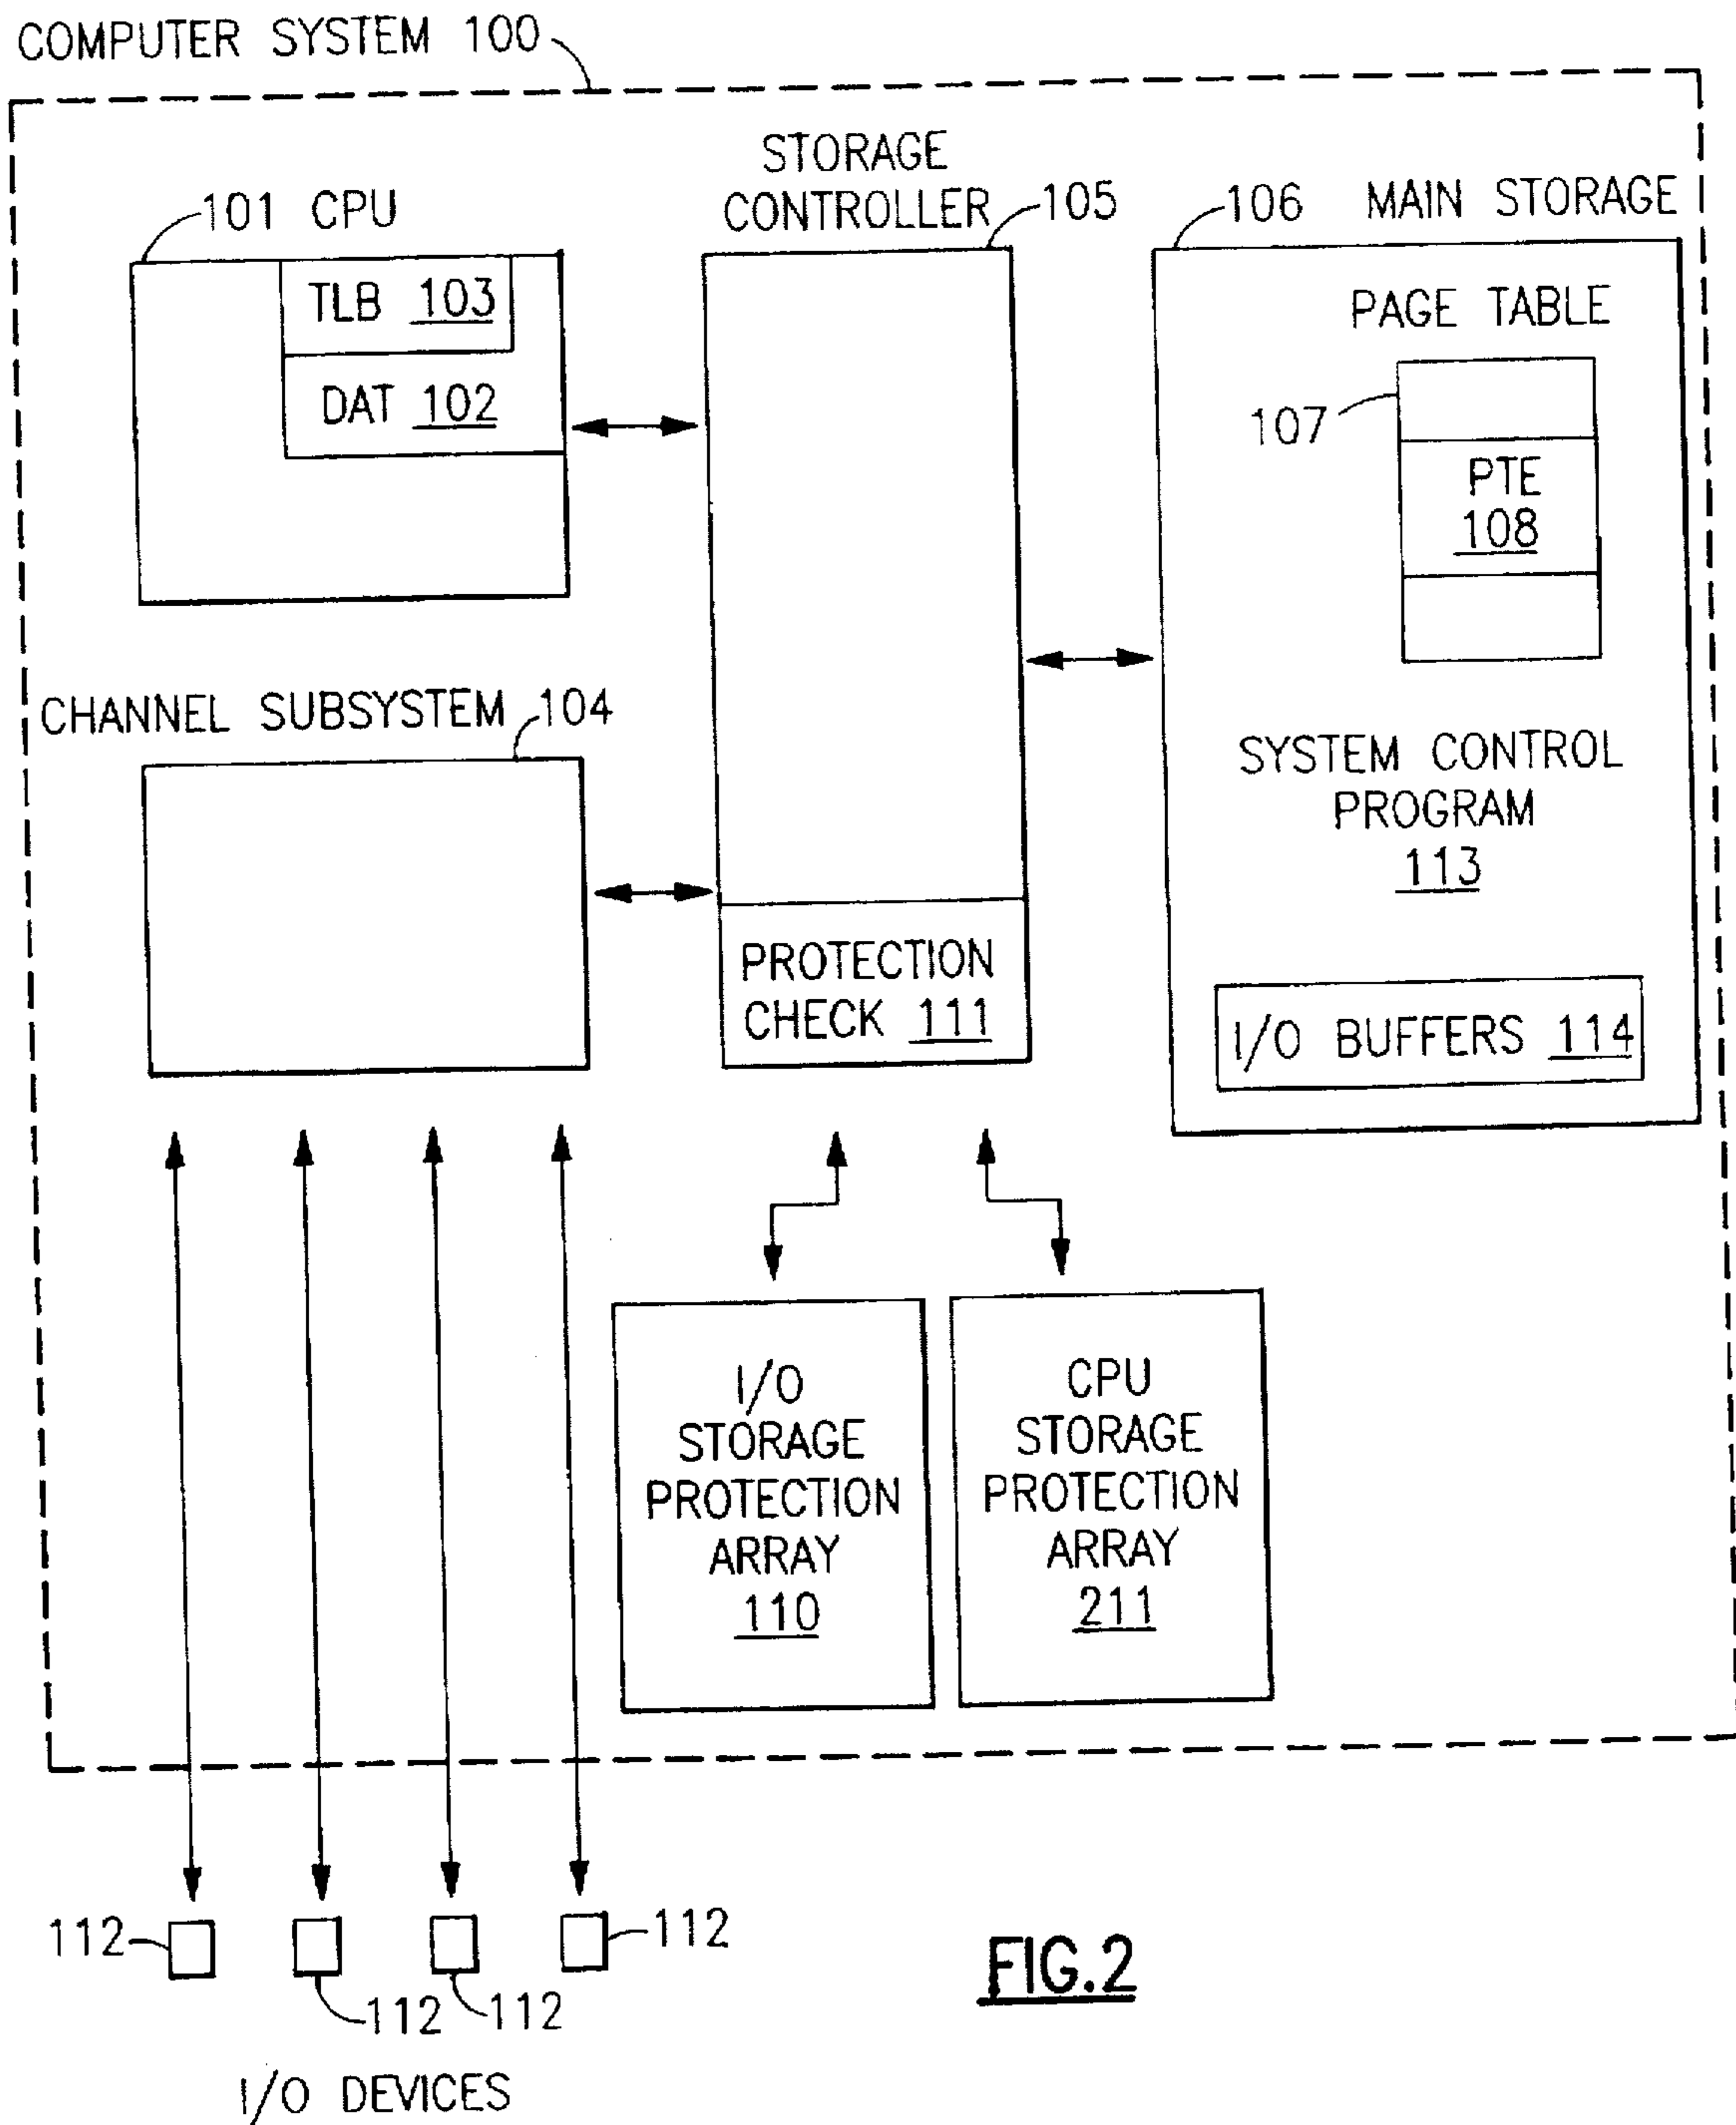 COMPUTER SYSTEM 100
STORAGE
CONTROLLER 105
101 CPU
106 MAIN STORAGE
TLB 103
DAT 102
PAGE TABLE
107
PTE
108
CHANNEL SUBSYSTEM 104
SYSTEM CONTROL
PROGRAM
113
PROTECTION
CHECK 111
I/O BUFFERS 114
I/O
STORAGE
PROTECTION
ARRAY
110
CPU
STORAGE
PROTECTION
ARRAY
211
112
112
112
112
I/O DEVICES
FIG.2